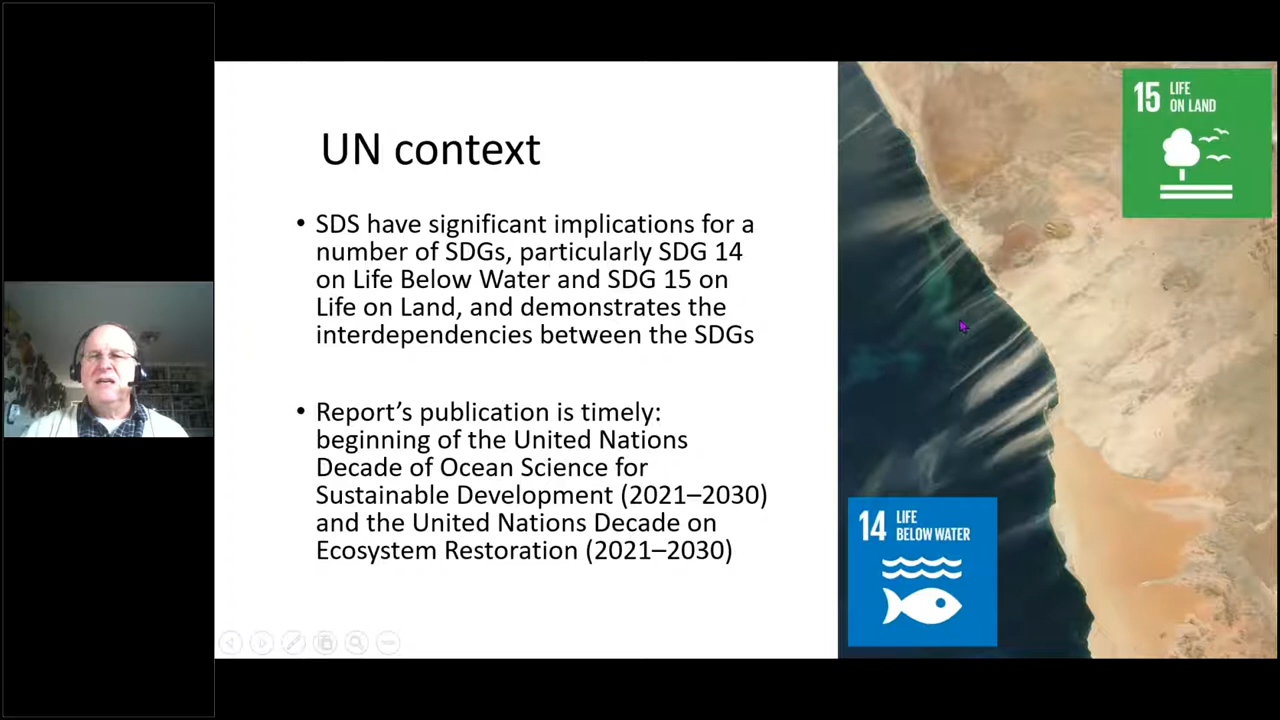 UN context
• SDS have significant implications for a
number of SDGs, particularly SDG 14
on Life Below Water and SDG 15 on
Life on Land, and demonstrates the
interdependencies between the SDGs
• Report’s publication is timely:
beginning of the United Nations
Decade of Ocean Science for
Sustainable Development (2021–2030)
and the United Nations Decade on
Ecosystem Restoration (2021–2030)
15 LIFE
ON LAND
14 LIFE
BELOW WATER